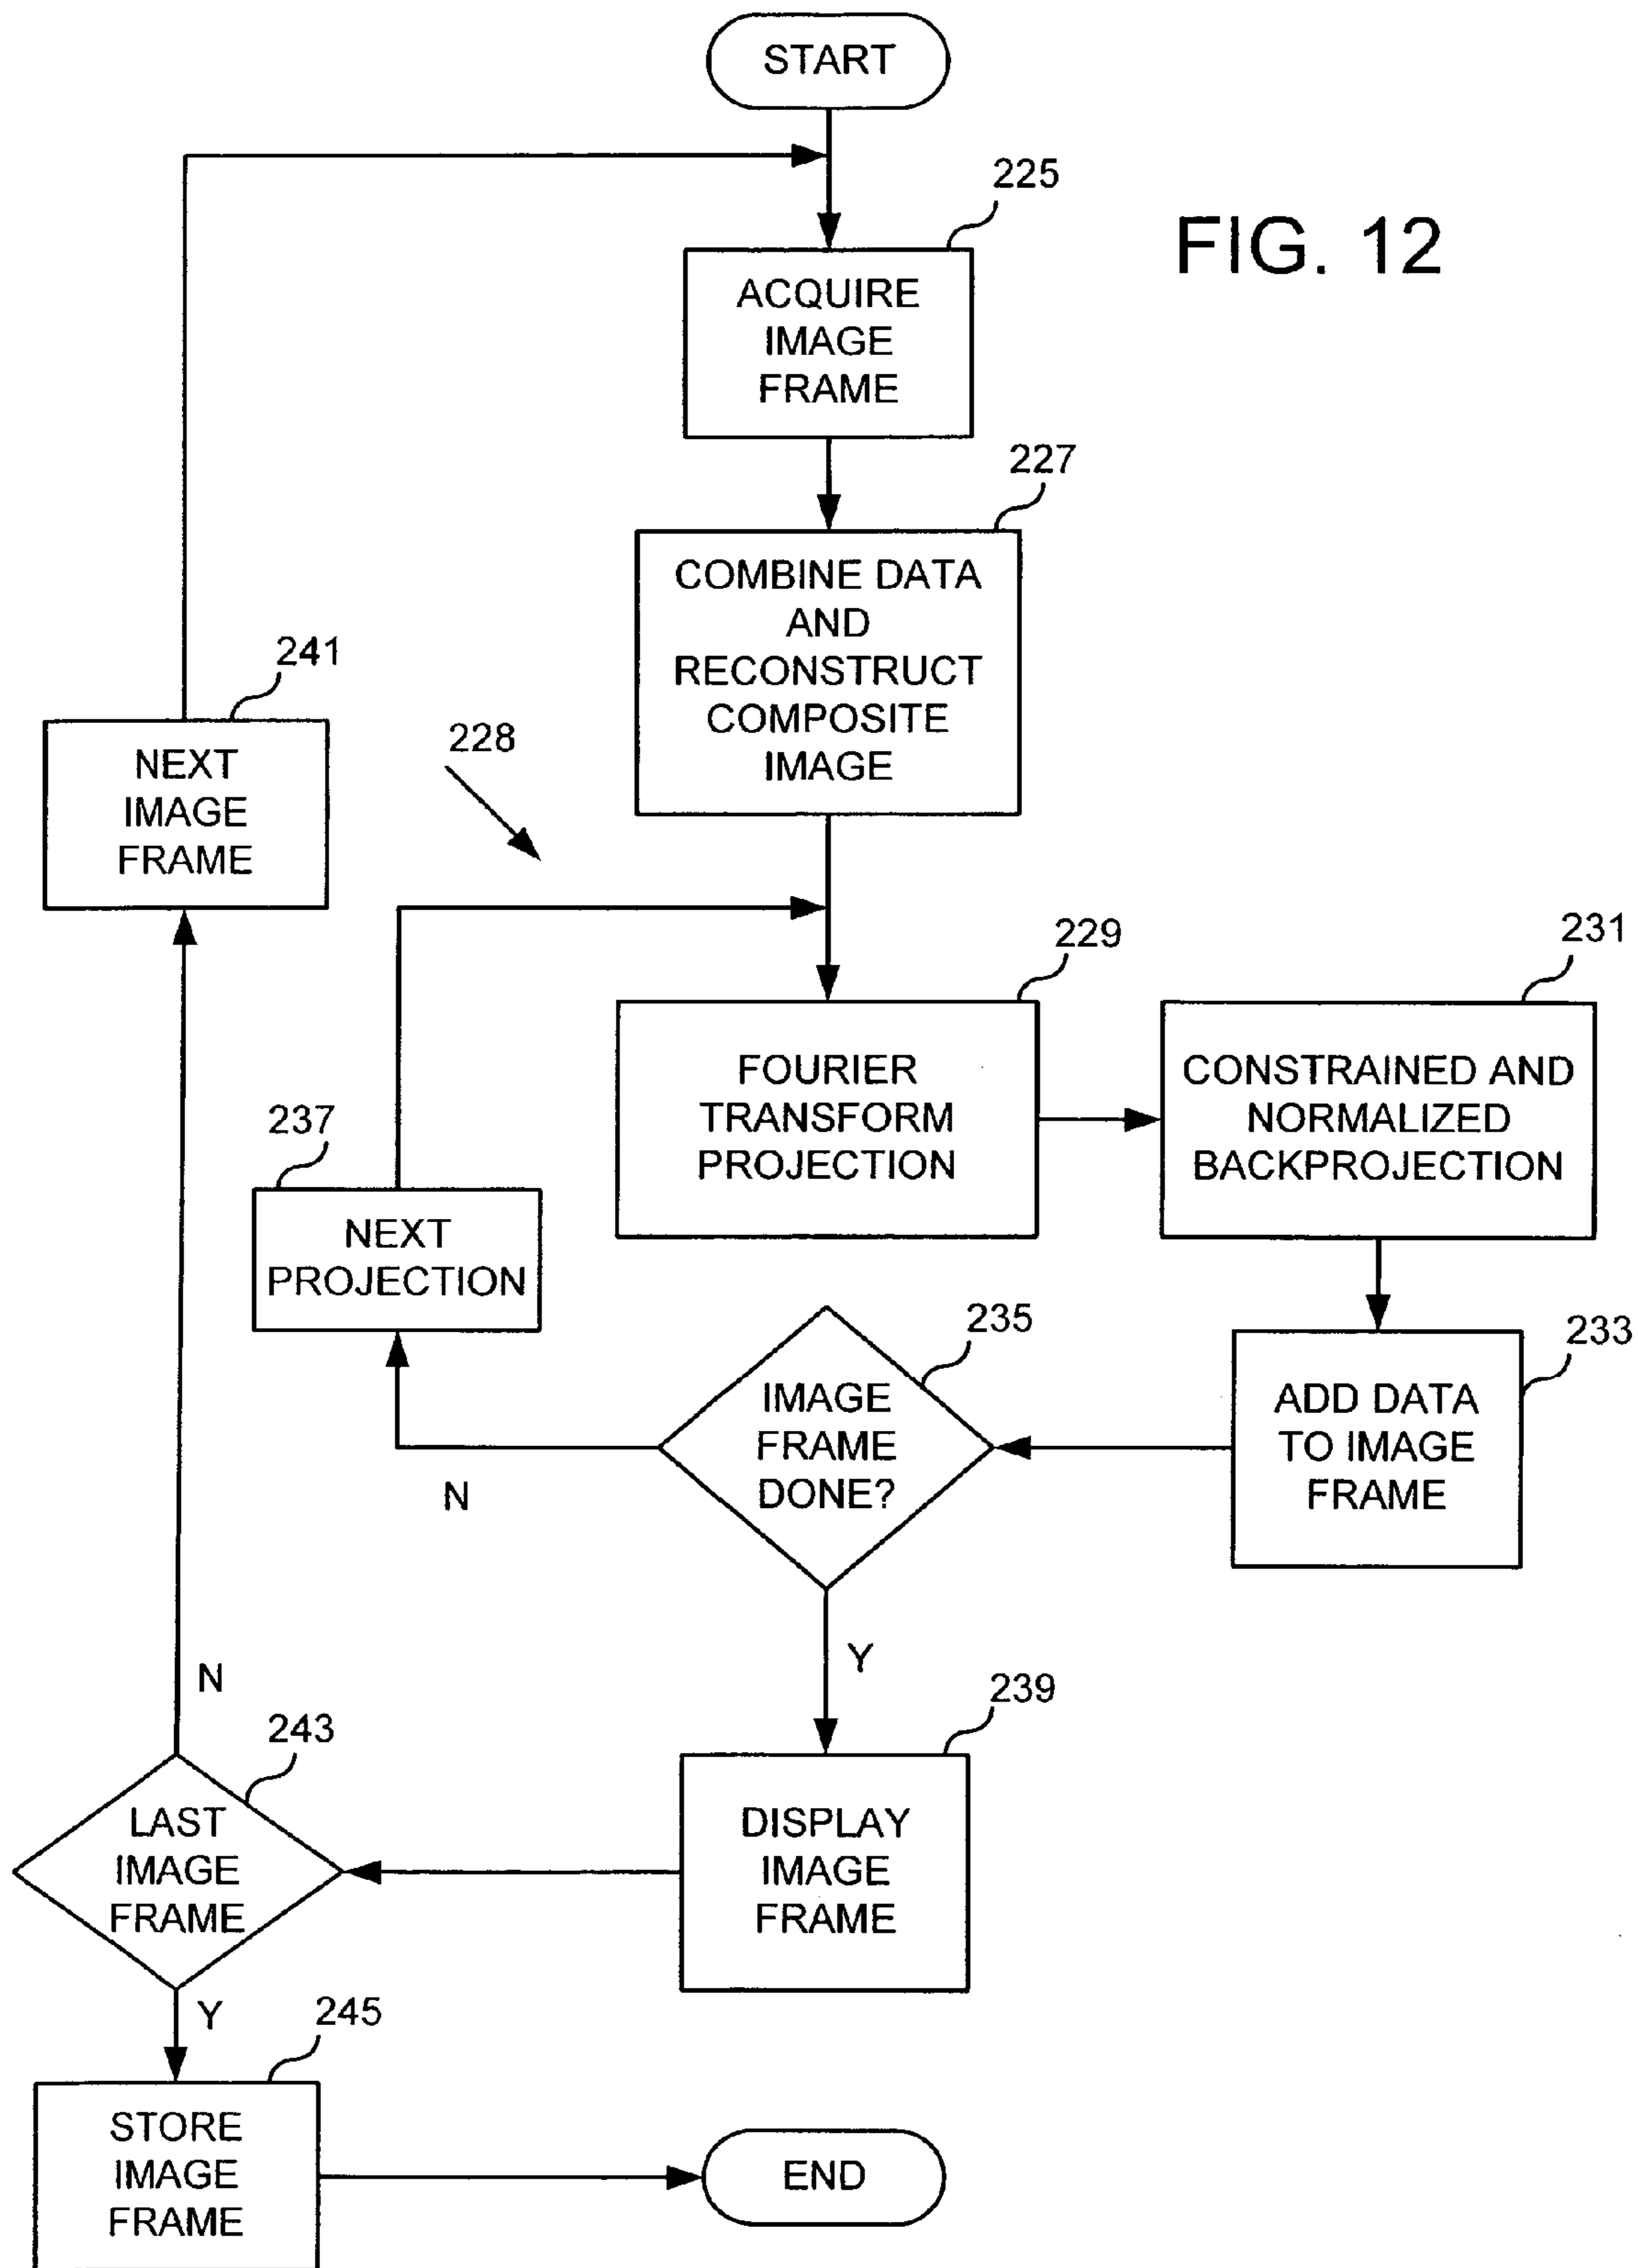 START
225
FIG. 12
ACQUIRE
IMAGE
FRAME
227
COMBINE DATA
AND
RECONSTRUCT
COMPOSITE
IMAGE
241
NEXT
IMAGE
FRAME
228
229
231
FOURIER
TRANSFORM
PROJECTION
CONSTRAINED AND
NORMALIZED
BACKPROJECTION
237
NEXT
PROJECTION
235
233
IMAGE
FRAME
DONE?
ADD DATA
TO IMAGE
FRAME
N
Y
N
239
243
LAST
IMAGE
FRAME
DISPLAY
IMAGE
FRAME
Y
245
STORE
IMAGE
FRAME
END